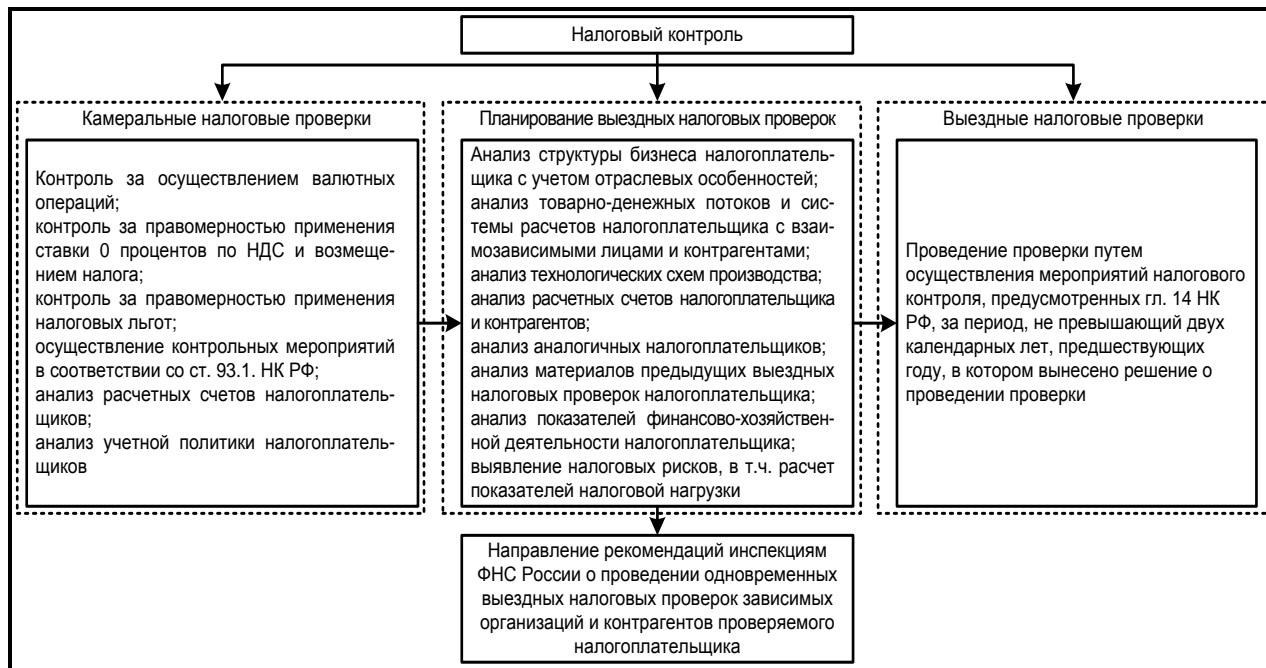 Налоговый контроль
Камеральные налоговые проверки
Контроль за осуществлением валютных
операций;
контроль за правомерностью применения
ставки 0 процентов по НДС и возмеще-
нием налога;
контроль за правомерностью применения
налоговых льгот;
осуществление контрольных мероприятий
в соответствии со ст. 93.1. НК РФ;
анализ расчетных счетов налогоплатель-
щиков;
анализ учетной политики налогоплатель-
щиков
Планирование выездных налоговых проверок
Анализ структуры бизнеса налогоплатель-
щика с учетом отраслевых особенностей;
анализ товарно-денежных потоков и сис-
темы расчетов налогоплательщика с взаи-
мозависимыми лицами и контрагентами;
анализ технологических схем производства;
анализ расчетных счетов налогоплательщика
и контрагентов;
анализ аналогичных налогоплательщиков;
анализ материалов предыдущих выездных
налоговых проверок налогоплательщика;
анализ показателей финансово-хозяйствен-
ной деятельности налогоплательщика;
выявление налоговых рисков, в т.ч. расчет
показателей налоговой нагрузки
Выездные налоговые проверки
Проведение проверки путем
осуществления мероприятий налогового
контроля, предусмотренных гл. 14 НК
РФ, за период, не превышающий двух
календарных лет, предшествующих
году, в котором вынесено решение о
проведении проверки
Направление рекомендаций инспекциям
ФНС России о проведении одновременных
выездных налоговых проверок зависимых
организаций и контрагентов проверяемого
налогоплательщика